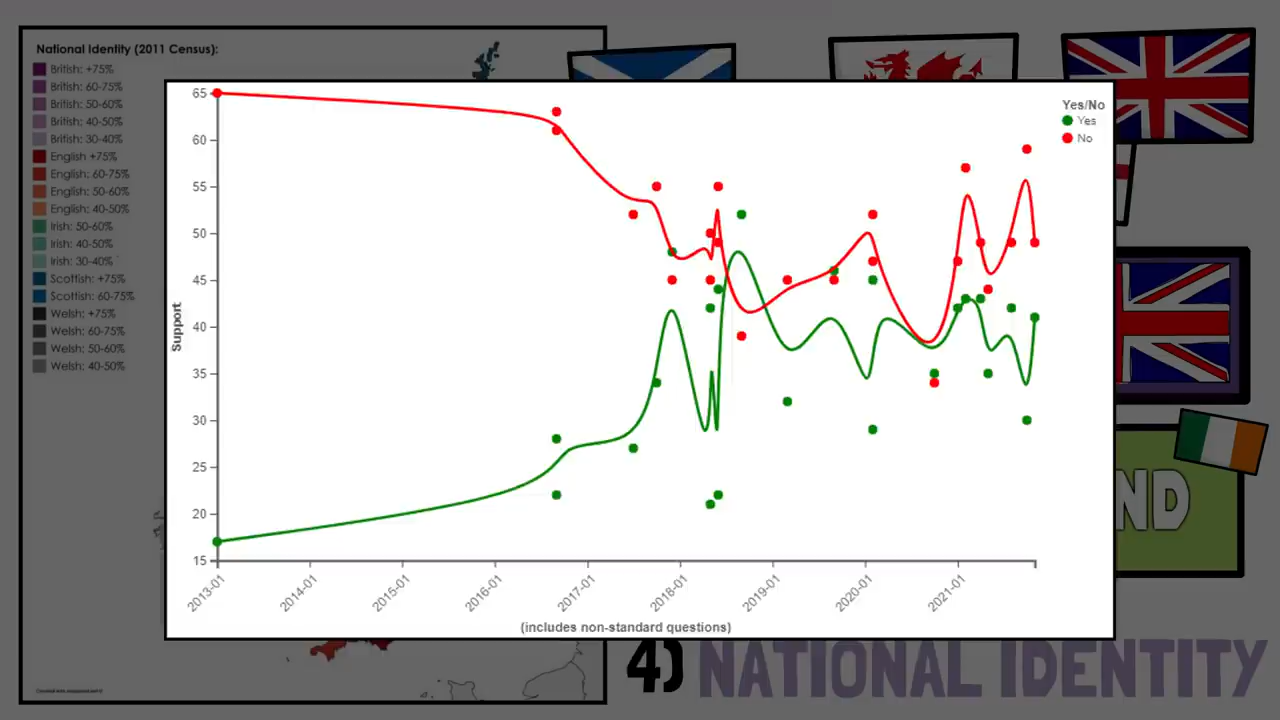 National Identity (2011 Census):
British: +75%
British: 60-75%
British: 50-60%
British: 40-50%
British: 30-40%
English +75%
English: 60-75%
English: 50-60%
English: 40-50%
Irish: 50-60%
Irish: 40-50%
Irish: 30-40%
Scottish: +75%
Scottish: 60-75%
Welsh: +75%
Welsh: 60-75%
Welsh: 50-60%
Welsh: 40-50%
Yes/No
Yes
No
Support
65
60
55
50
45
40
35
30
25
20
15
2013-01
2014-01
2015-01
2016-01
2017-01
2018-01
2019-01
2020-01
2021-01
(includes non-standard questions)
ND
4) NATIONAL IDENTITY